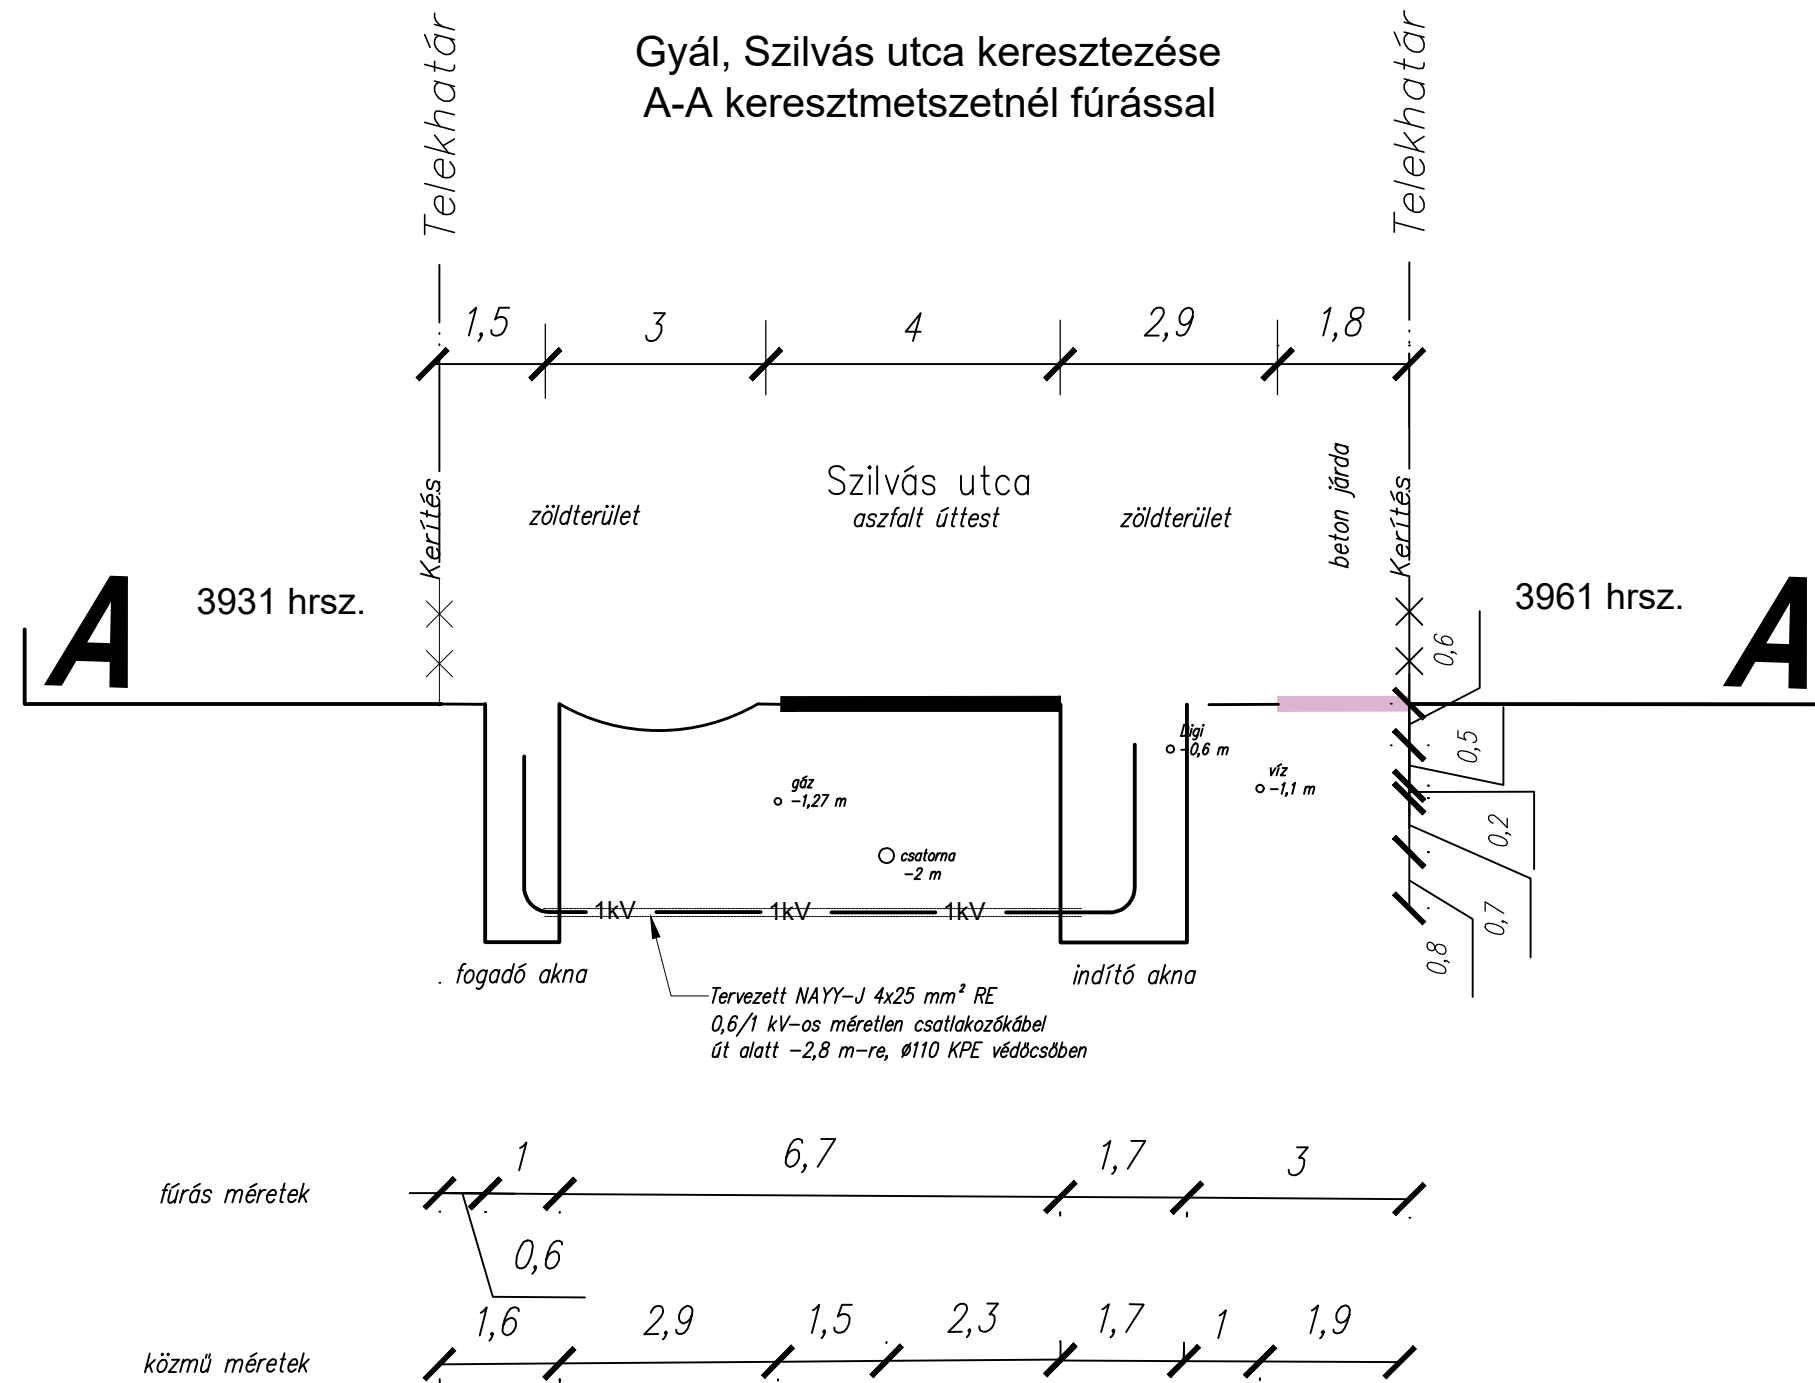 Gyál, Szilvás utca keresztezése
A-A keresztmetszetnél fúrással
Telekhatár
Telekhatár
1,5
3
4
2,9
1,8
Kerítés
zöldterület
Szilvás utca
aszfalt úttest
zöldterület
beton járda
Kerítés
A
3931 hrsz.
3961 hrsz.
A
0,6
0,5
0,2
0,7
0,8
Digi
-0,6 m
gáz
-1,27 m
víz
-1,1 m
csatorna
-2 m
1kV
1kV
1kV
fogadó akna
indító akna
Tervezett NAYY-J 4x25 mm² RE
0,6/1 kV-os méretlen csatlakozókábel
út alatt -2,8 m-re, ø110 KPE védőcsőben
fúrás méretek
1
6,7
1,7
3
0,6
közmű méretek
1,6
2,9
1,5
2,3
1,7
1
1,9